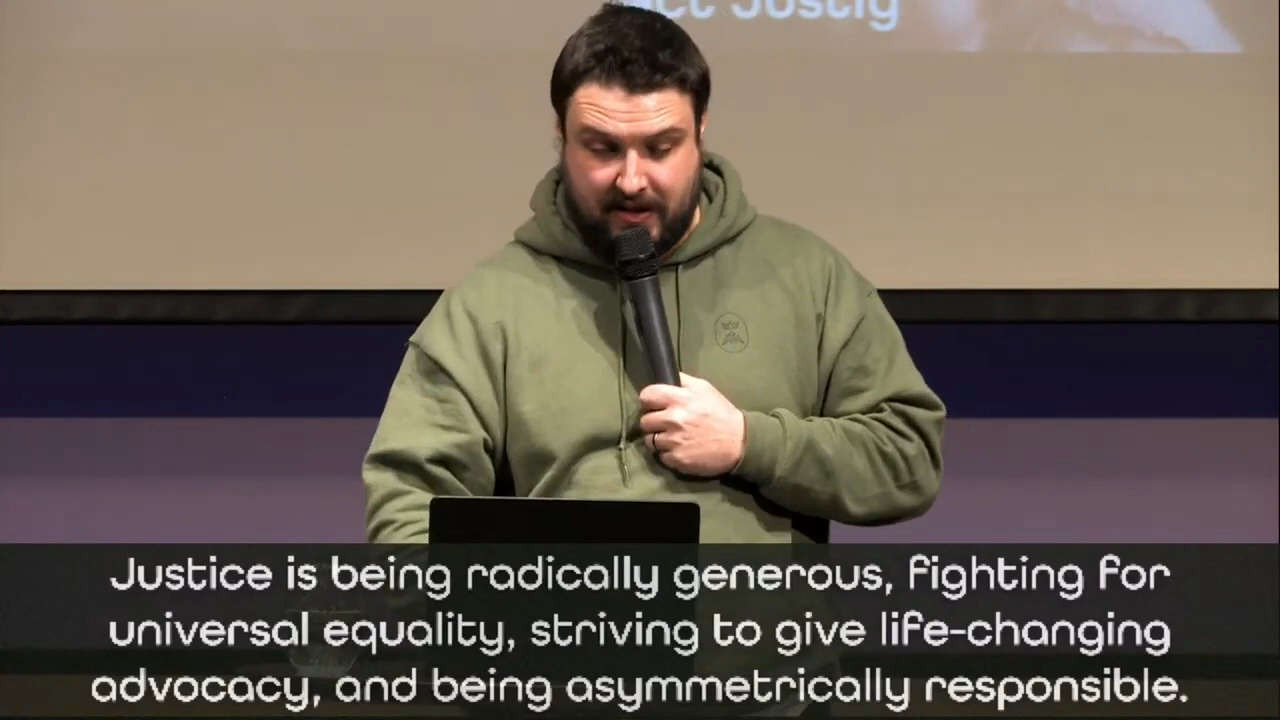 Justly
Justice is being radically generous, fighting for
universal equality, striving to give life-changing
advocacy, and being asymmetrically responsible.